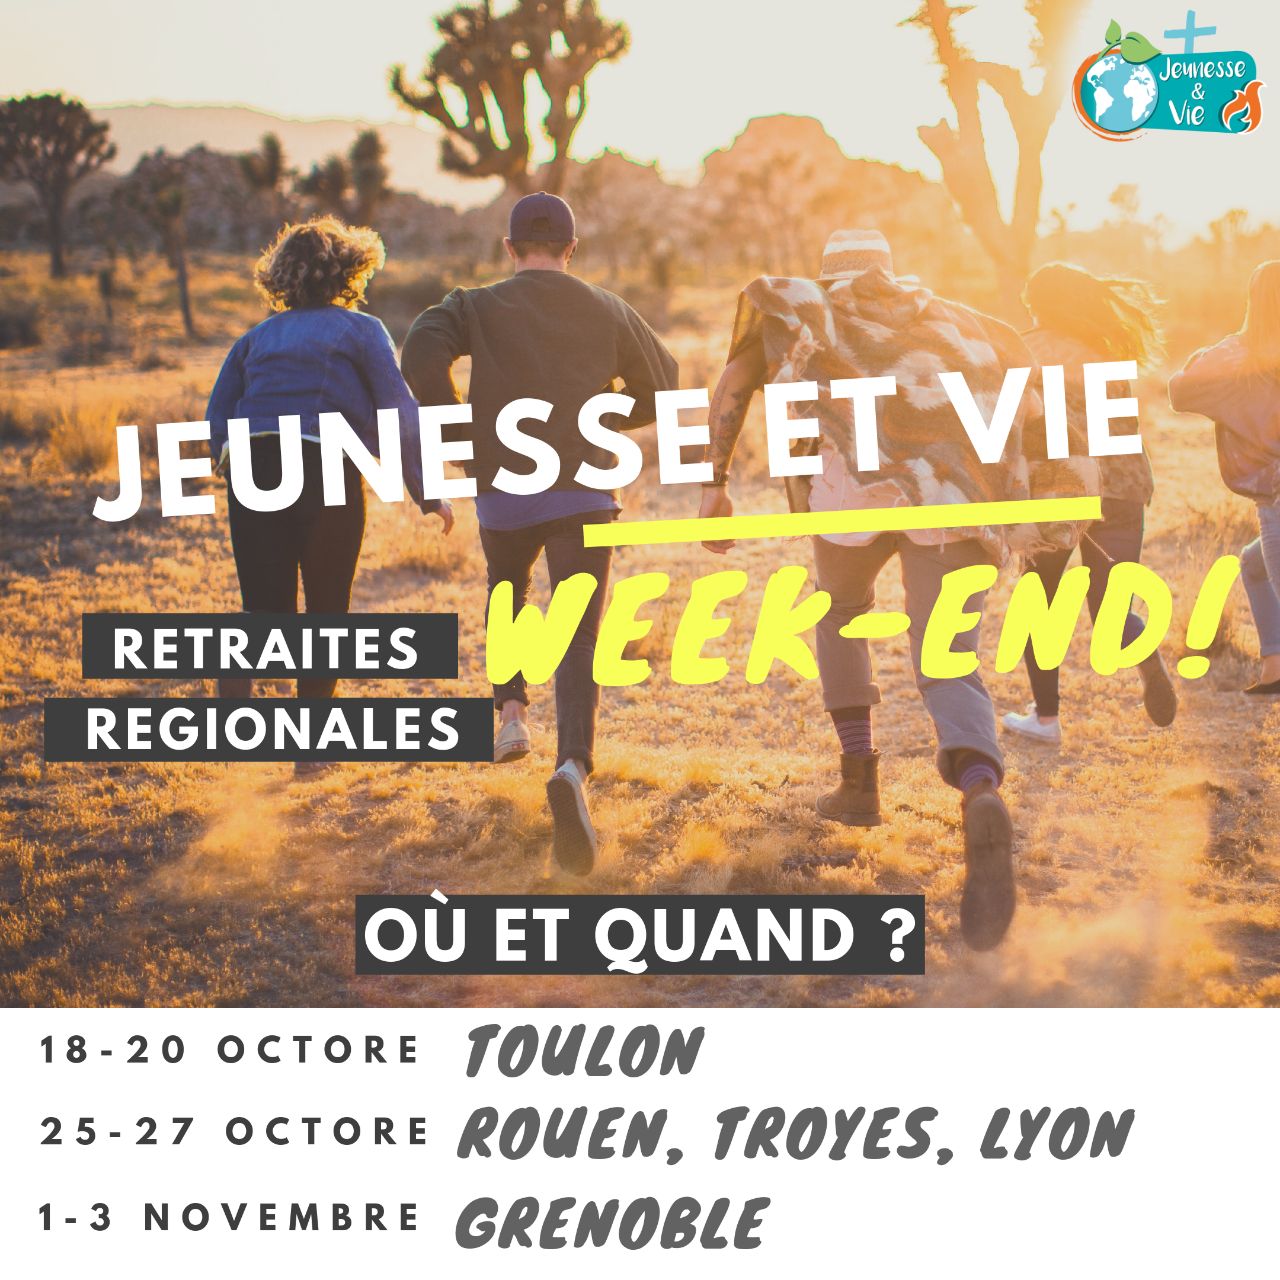 Jeunesse
&
Vie
JEUNESSE ET VIE
WEEK-END!
RETRAITES
REGIONALES
OÙ ET QUAND ?
18-20 OCTORE TOULON
25-27 OCTORE ROUEN, TROYES, LYON
1-3 NOVEMBRE GRENOBLE